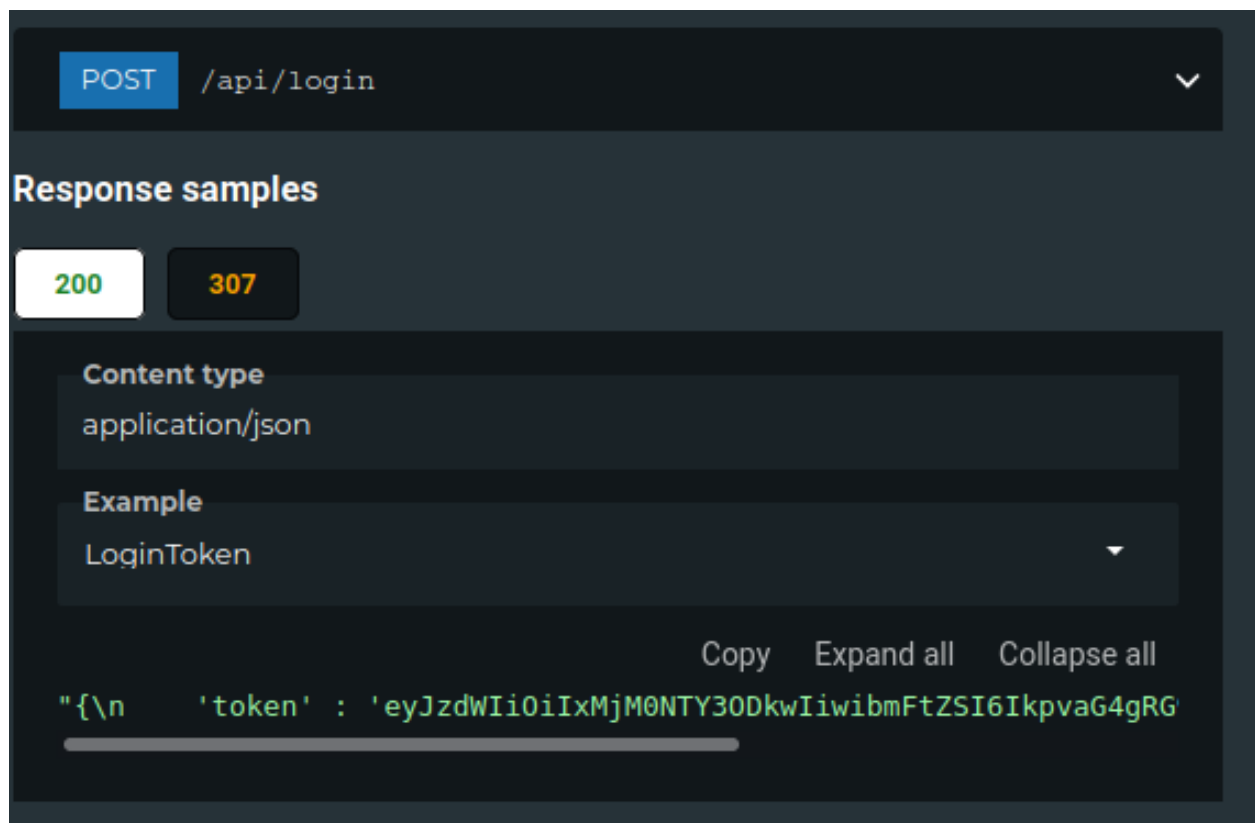 POST /api/login
Response samples
200 307
Content type
application/json
Example
LoginToken
Copy Expand all Collapse all
"{\n    'token' : 'eyJzdWIiOiIxMjM0NTY3ODkwIiwibmFtZSI6IkpvaG4gRG